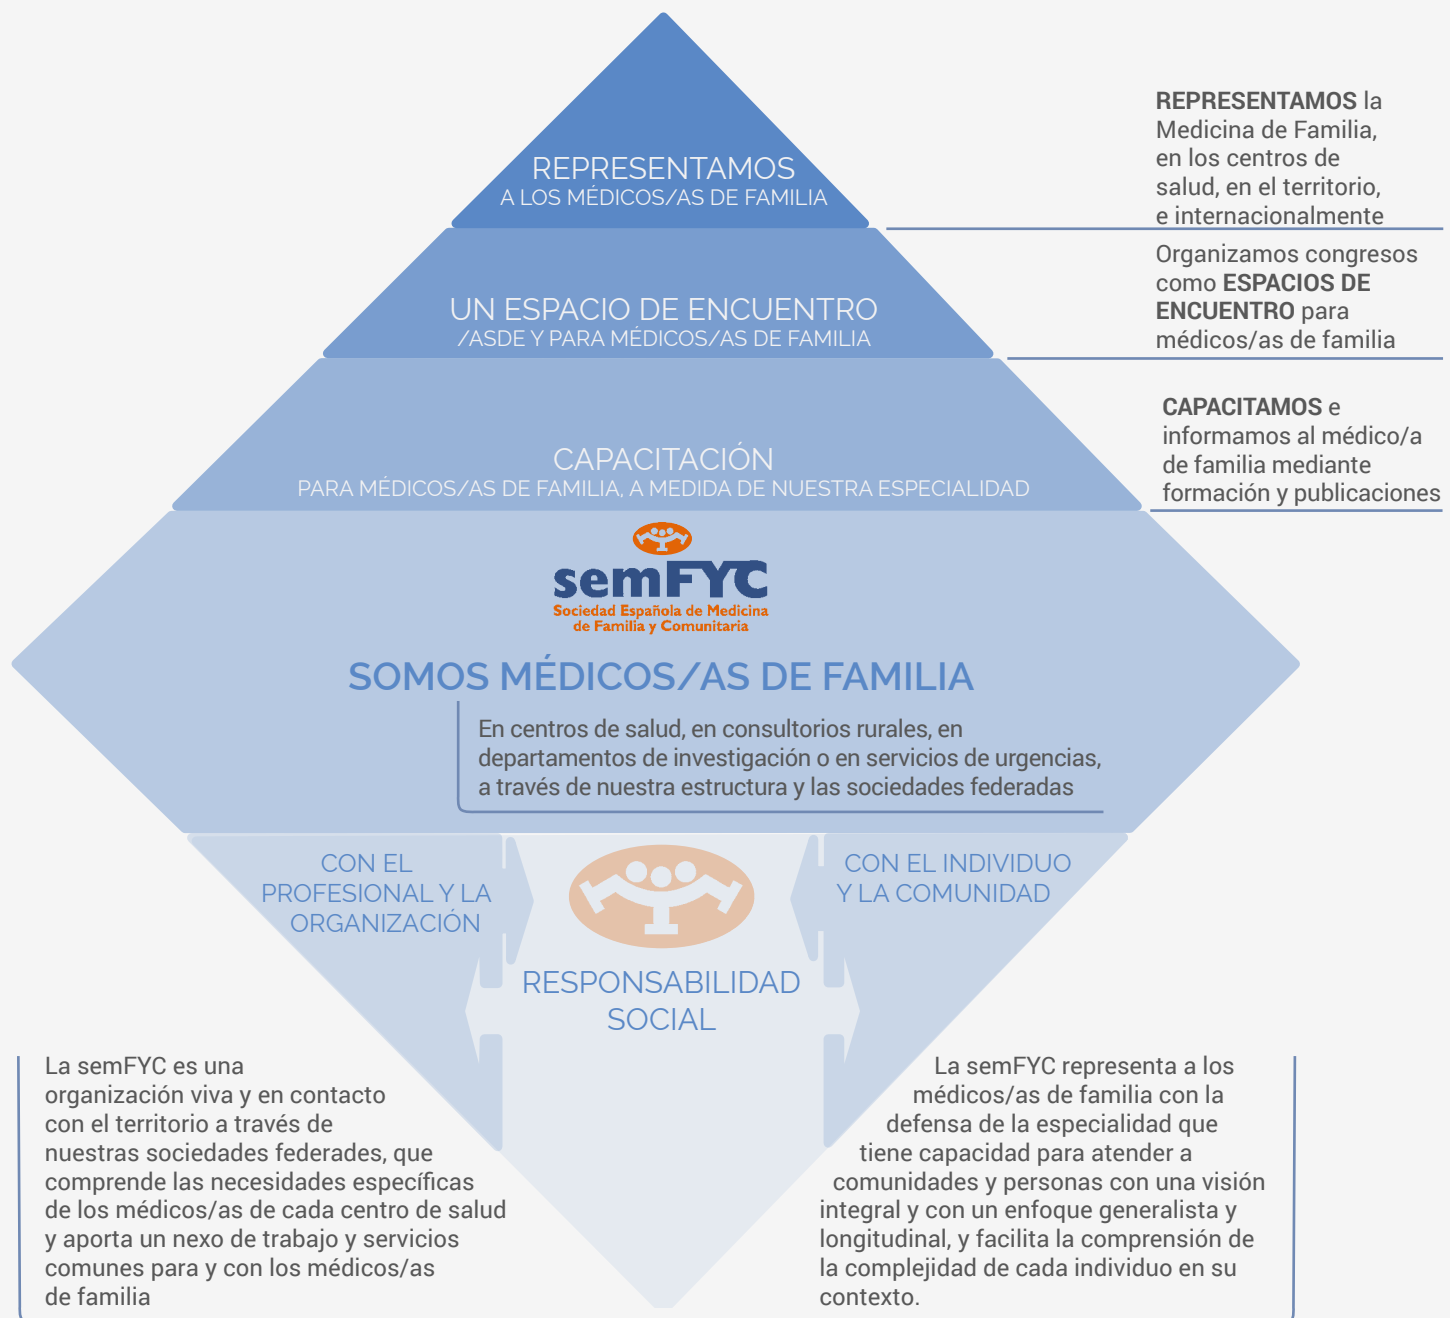 REPRESENTAMOS
A LOS MÉDICOS/AS DE FAMILIA
REPRESENTAMOS la
Medicina de Familia,
en los centros de
salud, en el territorio,
e internacionalmente
UN ESPACIO DE ENCUENTRO
/ASDE Y PARA MÉDICOS/AS DE FAMILIA
Organizamos congresos
como ESPACIOS DE
ENCUENTRO para
médicos/as de familia
CAPACITACIÓN
PARA MÉDICOS/AS DE FAMILIA, A MEDIDA DE NUESTRA ESPECIALIDAD
CAPACITAMOS e
informamos al médico/a
de familia mediante
formación y publicaciones
semFYC
Sociedad Española de Medicina
de Familia y Comunitaria
SOMOS MÉDICOS/AS DE FAMILIA
En centros de salud, en consultorios rurales, en
departamentos de investigación o en servicios de urgencias,
a través de nuestra estructura y las sociedades federadas
CON EL
PROFESIONAL Y LA
ORGANIZACIÓN
CON EL INDIVIDUO
Y LA COMUNIDAD
RESPONSABILIDAD
SOCIAL
La semFYC es una
organización viva y en contacto
con el territorio a través de
nuestras sociedades federades, que
comprende las necesidades específicas
de los médicos/as de cada centro de salud
y aporta un nexo de trabajo y servicios
comunes para y con los médicos/as
de familia
La semFYC representa a los
médicos/as de familia con la
defensa de la especialidad que
tiene capacidad para atender a
comunidades y personas con una visión
integral y con un enfoque generalista y
longitudinal, y facilita la comprensión de
la complejidad de cada individuo en su
contexto.